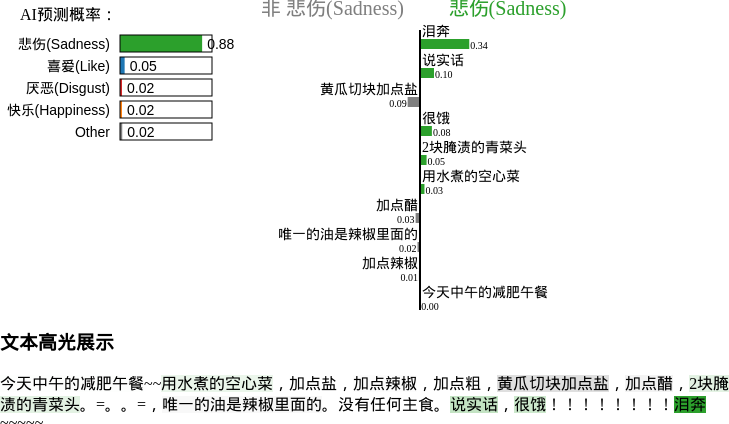 AI预测概率：
悲伤(Sadness) 0.88
喜爱(Like) 0.05
厌恶(Disgust) 0.02
快乐(Happiness) 0.02
Other 0.02
非 悲伤(Sadness) 悲伤(Sadness)
泪奔
0.34
说实话
0.10
黄瓜切块加点盐
0.09
很饿
0.08
2块腌渍的青菜头
0.05
用水煮的空心菜
0.03
加点醋
0.03
唯一的油是辣椒里面的
0.02
加点辣椒
0.01
今天中午的减肥午餐
0.00
文本高光展示
今天中午的减肥午餐~~用水煮的空心菜，加点盐，加点辣椒，加点粗，黄瓜切块加点盐，加点醋，2块腌
渍的青菜头。=。。=，唯一的油是辣椒里面的。没有任何主食。说实话，很饿！！！！！！！！泪奔
~~~~~